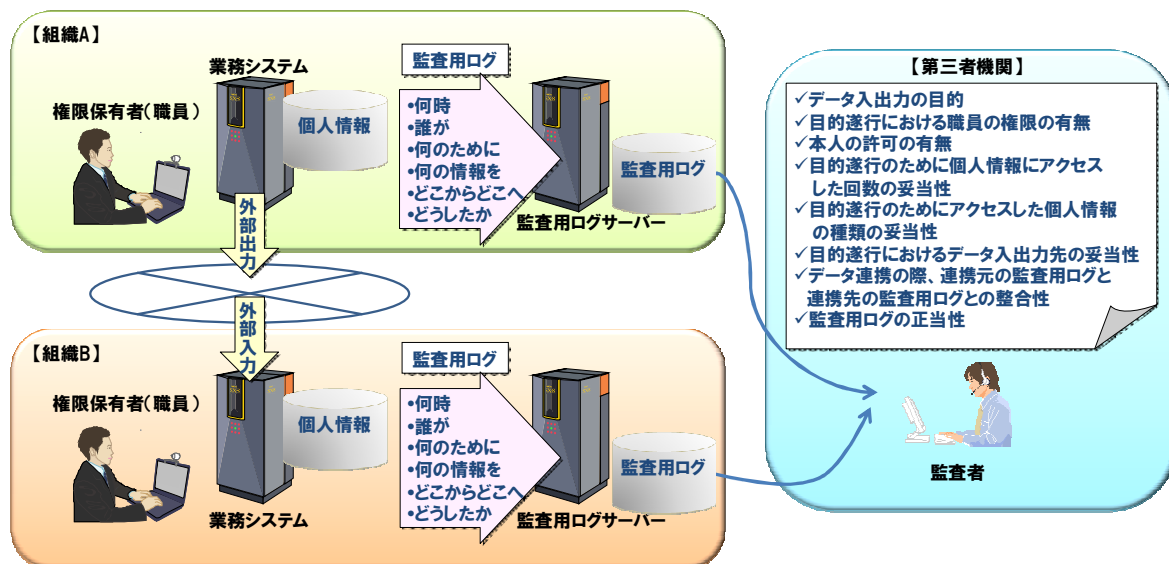 【組織A】
業務システム
権限保有者(職員)
個人情報
監査用ログ
•何時
•誰が
•何のために
•何の情報を
•どこからどこへ
•どうしたか
監査用ログ
監査用ログサーバー
外部出力
外部入力
【組織B】
権限保有者(職員)
個人情報
業務システム
監査用ログ
•何時
•誰が
•何のために
•何の情報を
•どこからどこへ
•どうしたか
監査用ログ
監査用ログサーバー
【第三者機関】
✓データ入出力の目的
✓目的遂行における職員の権限の有無
✓本人の許可の有無
✓目的遂行のために個人情報にアクセス
した回数の妥当性
✓目的遂行のためにアクセスした個人情報
の種類の妥当性
✓目的遂行におけるデータ入出力先の妥当性
✓データ連携の際、連携元の監査用ログと
連携先の監査用ログとの整合性
✓監査用ログの正当性
監査者